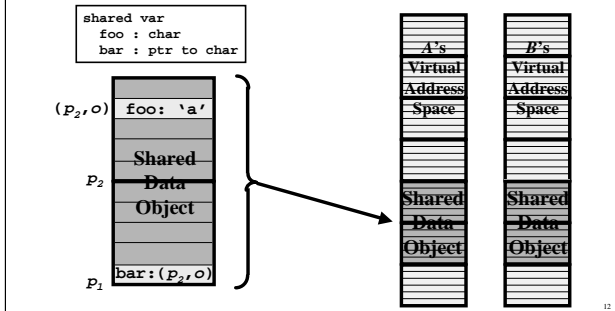 shared var
foo : char
bar : ptr to char
(p2,o) foo: ‘a’
Shared
p2
Data
Object
p1 bar:(p2,o)
A’s
Virtual
Address
Space
Shared
Data
Object
B’s
Virtual
Address
Space
Shared
Data
Object
12